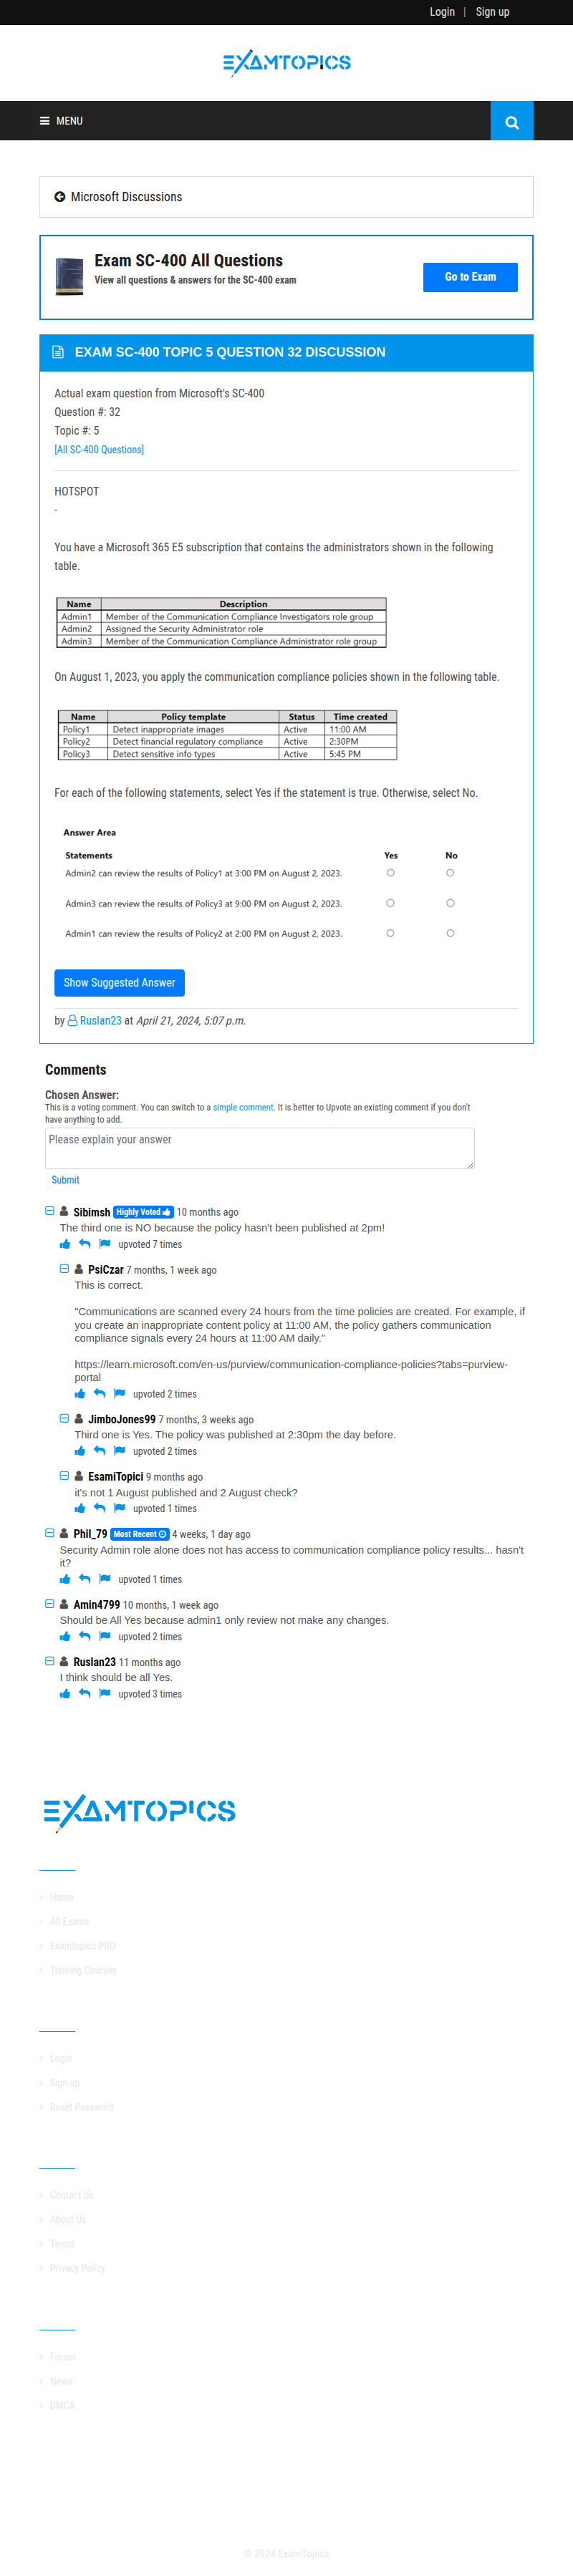 Login | Sign up
EXAMTOPICS
MENU
Microsoft Discussions
Exam SC-400 All Questions
View all questions & answers for the SC-400 exam
Go to Exam
EXAM SC-400 TOPIC 5 QUESTION 32 DISCUSSION
Actual exam question from Microsoft's SC-400
Question #: 32
Topic #: 5
[All SC-400 Questions]
HOTSPOT
-
You have a Microsoft 365 E5 subscription that contains the administrators shown in the following
table.
Name Description
Admin1 Member of the Communication Compliance Investigators role group
Admin2 Assigned the Security Administrator role
Admin3 Member of the Communication Compliance Administrator role group
On August 1, 2023, you apply the communication compliance policies shown in the following table.
Name Policy template Status Time created
Policy1 Detect inappropriate images Active 11:00 AM
Policy2 Detect financial regulatory compliance Active 2:30PM
Policy3 Detect sensitive info types Active 5:45 PM
For each of the following statements, select Yes if the statement is true. Otherwise, select No.
Answer Area
Statements Yes No
Admin2 can review the results of Policy1 at 3:00 PM on August 2, 2023.
Admin3 can review the results of Policy3 at 9:00 PM on August 2, 2023.
Admin1 can review the results of Policy2 at 2:00 PM on August 2, 2023.
Show Suggested Answer
by Ruslan23 at April 21, 2024, 5:07 p.m.
Comments
Chosen Answer:
This is a voting comment. You can switch to a simple comment. It is better to Upvote an existing comment if you don't
have anything to add.
Please explain your answer
Submit
Sibimsh Highly Voted 10 months ago
The third one is NO because the policy hasn't been published at 2pm!
upvoted 7 times
PsiCzar 7 months, 1 week ago
This is correct.
"Communications are scanned every 24 hours from the time policies are created. For example, if
you create an inappropriate content policy at 11:00 AM, the policy gathers communication
compliance signals every 24 hours at 11:00 AM daily."
https://learn.microsoft.com/en-us/purview/communication-compliance-policies?tabs=purview-
portal
upvoted 2 times
JimboJones99 7 months, 3 weeks ago
Third one is Yes. The policy was published at 2:30pm the day before.
upvoted 2 times
EsamiTopici 9 months ago
it's not 1 August published and 2 August check?
upvoted 1 times
Phil_79 Most Recent 4 weeks, 1 day ago
Security Admin role alone does not has access to communication compliance policy results... hasn't
it?
upvoted 1 times
Amin4799 10 months, 1 week ago
Should be All Yes because admin1 only review not make any changes.
upvoted 2 times
Ruslan23 11 months ago
I think should be all Yes.
upvoted 3 times
EXAMTOPICS
Home
All Exams
Examtopics PRO
Training Courses
Login
Sign up
Reset Password
Contact Us
About Us
Terms
Privacy Policy
Forum
News
DMCA
© 2024 ExamTopics